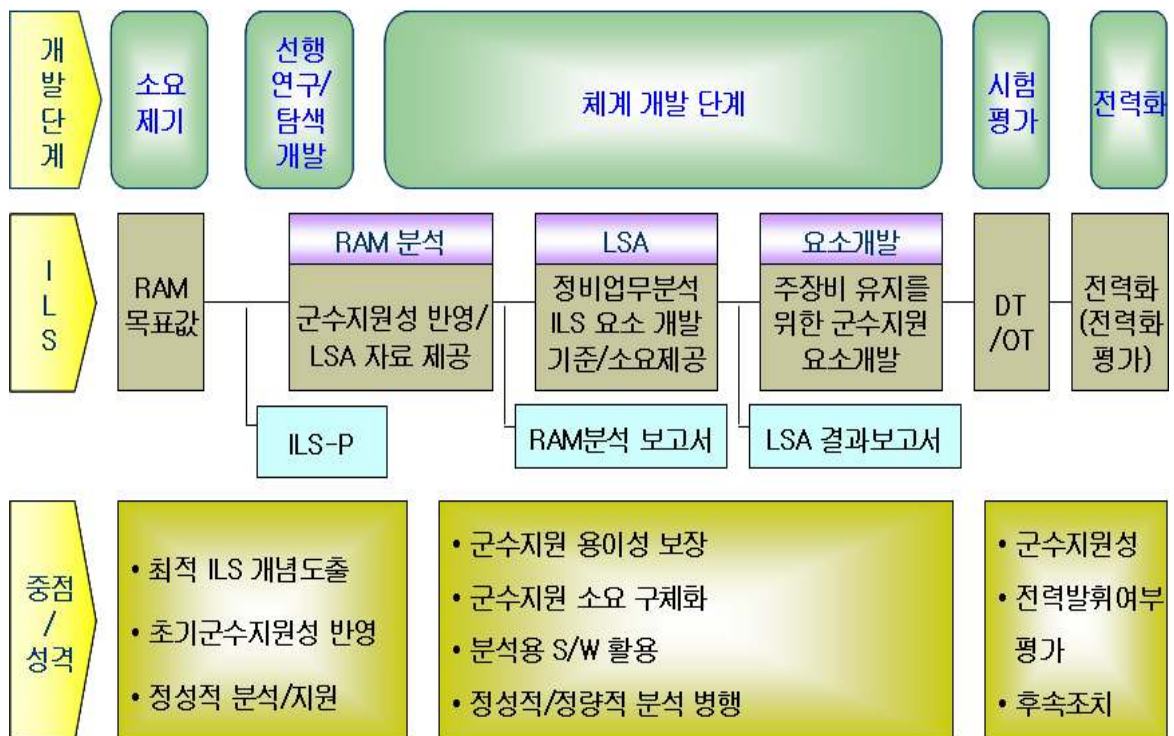 개
발
단
계
소요
제기
선행
연구/
탐색
개발
체계 개발 단계
시험
평가
전력화
I
L
S
RAM
목표값
RAM 분석
군수지원성 반영/
LSA 자료 제공
LSA
정비업무분석
ILS 요소 개발
기준/소요제공
요소개발
주장비 유지를
위한 군수지원
요소개발
DT
/OT
전력화
(전력화
평가)
ILS-P
RAM분석 보고서
LSA 결과보고서
중점
/
성격
• 최적 ILS 개념도출
• 초기군수지원성 반영
• 정성적 분석/지원
• 군수지원 용이성 보장
• 군수지원 소요 구체화
• 분석용 S/W 활용
• 정성적/정량적 분석 병행
• 군수지원성
• 전력발휘여부
평가
• 후속조치